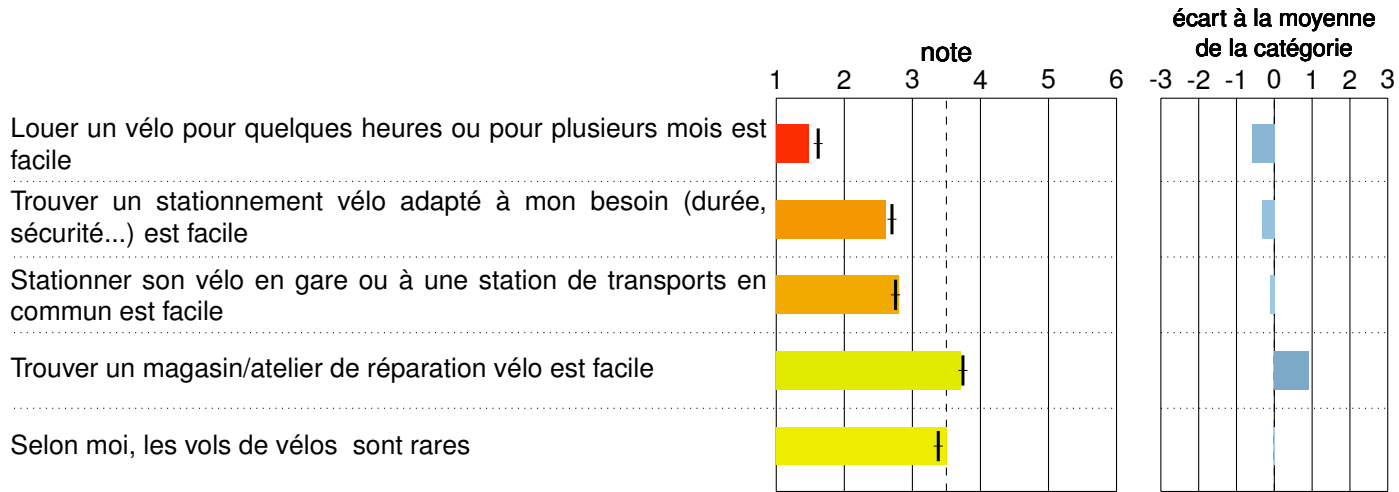 écart à la moyenne
note de la catégorie
1 2 3 4 5 6 -3 -2 -1 0 1 2 3
Louer un vélo pour quelques heures ou pour plusieurs mois est
facile
Trouver un stationnement vélo adapté à mon besoin (durée,
sécurité...) est facile
Stationner son vélo en gare ou à une station de transports en
commun est facile
Trouver un magasin/atelier de réparation vélo est facile
Selon moi, les vols de vélos sont rares